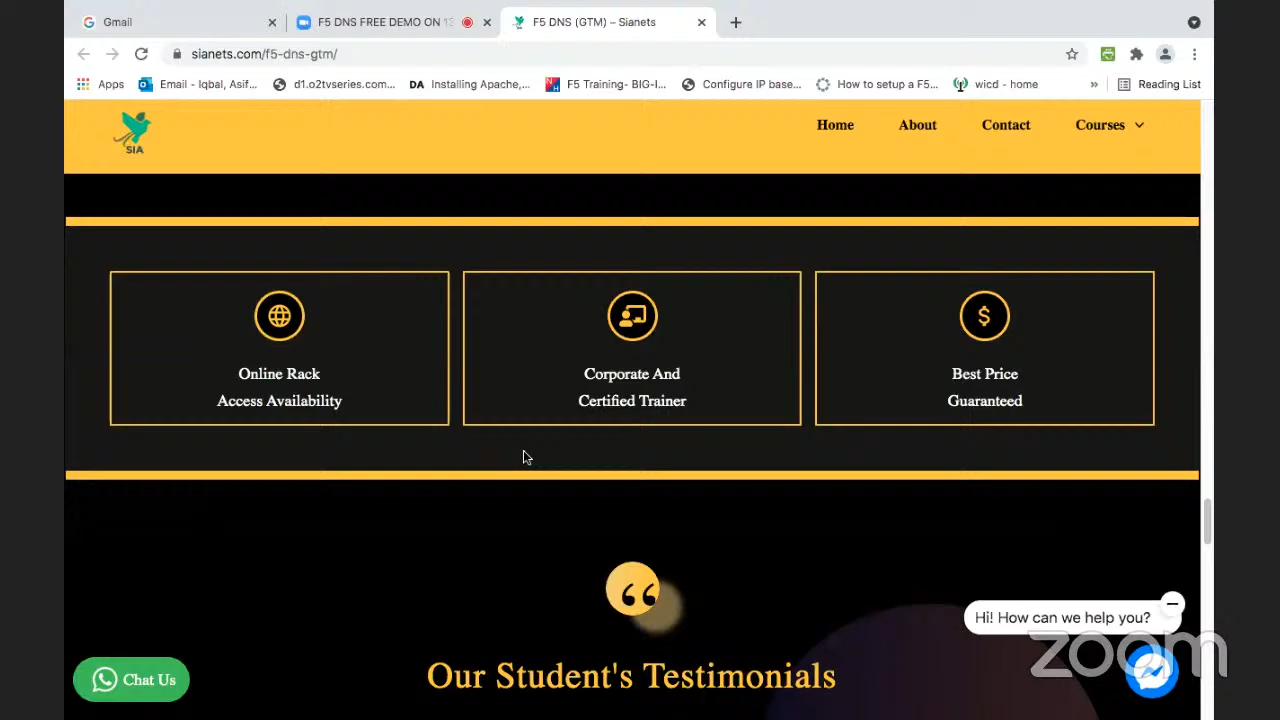 Gmail
F5 DNS FREE DEMO ON 13
F5 DNS (GTM) – Sianets
sianets.com/f5-dns-gtm/
Apps
Email - Iqbal, Asif...
d1.o2tvseries.com...
DA Installing Apache,...
F5 Training- BIG-I...
Configure IP base...
How to setup a F5...
wicd - home
»
Reading List
SIA
Home
About
Contact
Courses
Online Rack
Access Availability
Corporate And
Certified Trainer
Best Price
Guaranteed
Our Student's Testimonials
Hi! How can we help you?
Chat Us
zoom